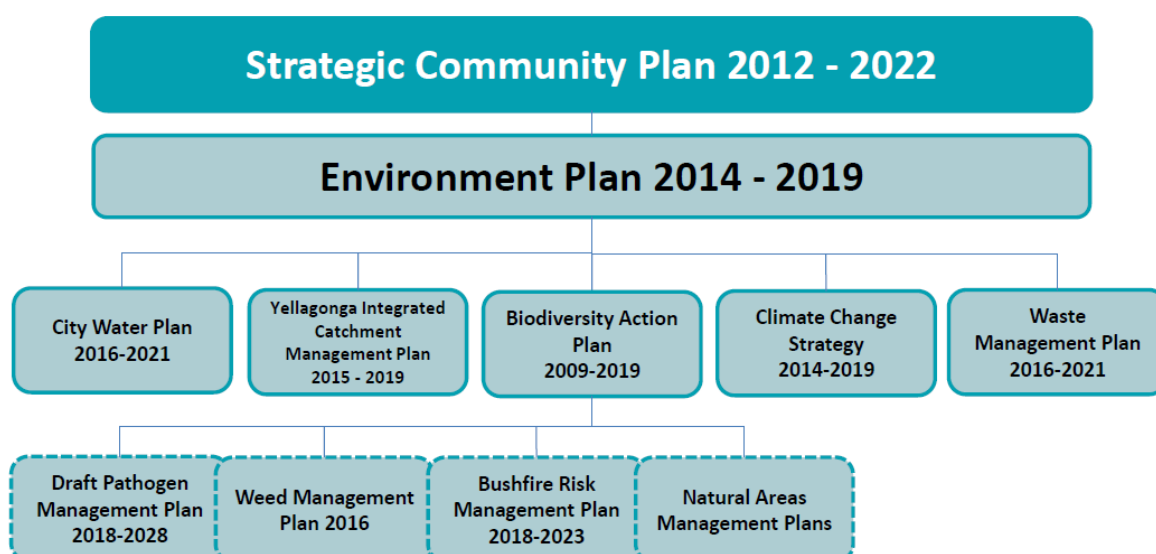 Strategic Community Plan 2012 - 2022
Environment Plan 2014 - 2019
City Water Plan
2016-2021
Yellagonga Integrated
Catchment
Management Plan
2015 - 2019
Biodiversity Action
Plan
2009-2019
Climate Change
Strategy
2014-2019
Waste
Management Plan
2016-2021
Draft Pathogen
Management Plan
2018-2028
Weed Management
Plan 2016
Bushfire Risk
Management Plan
2018-2023
Natural Areas
Management Plans